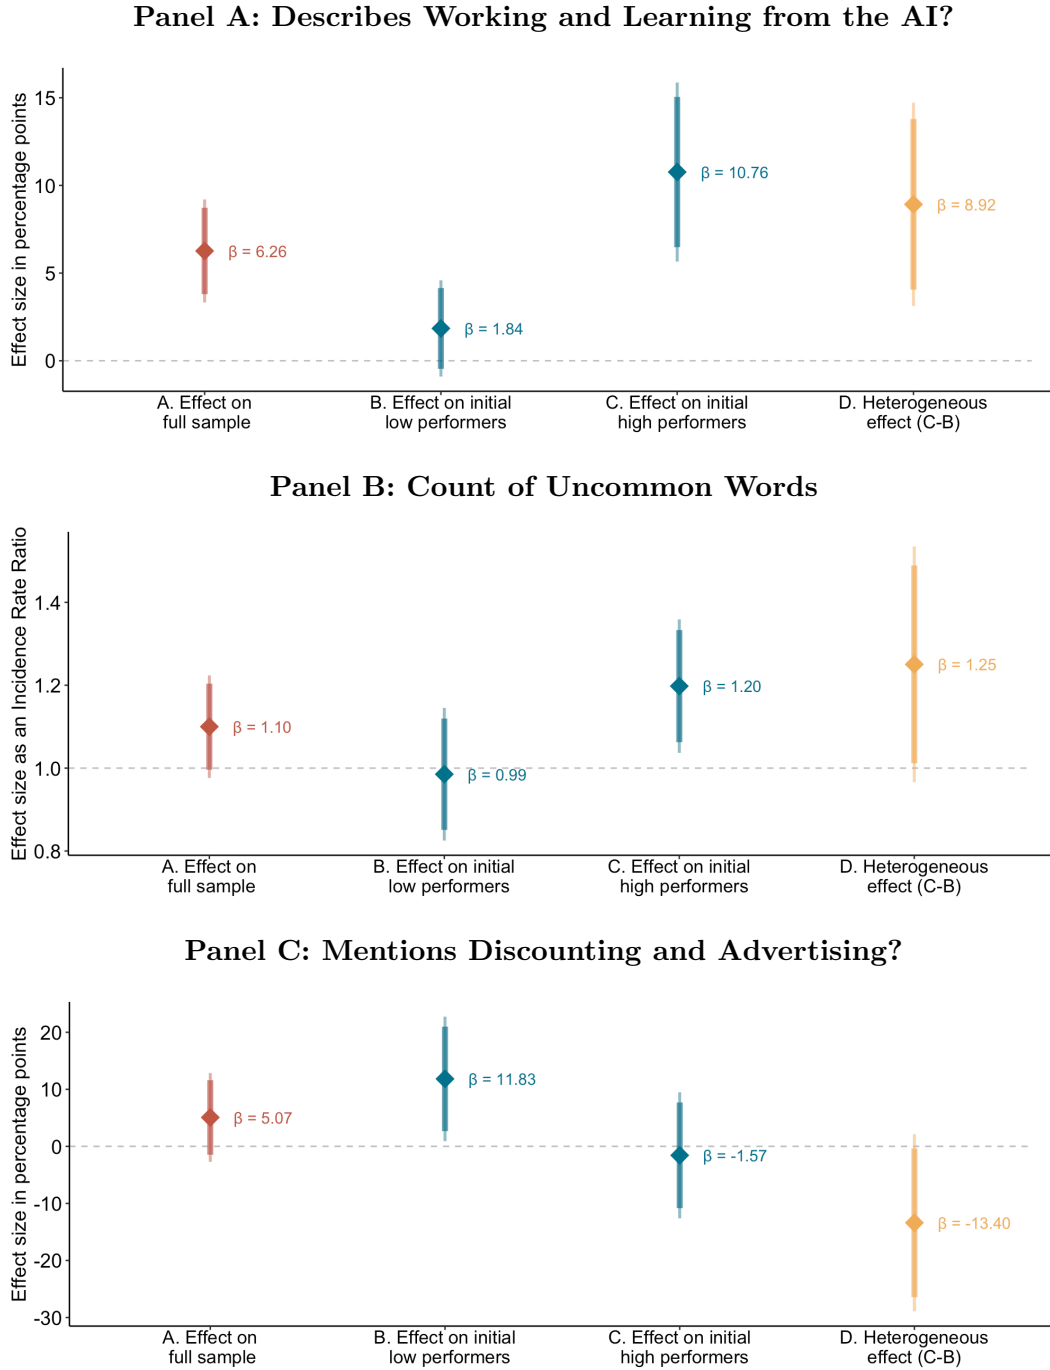 Panel A: Describes Working and Learning from the AI?
Effect size in percentage points
15
10
5
0
β = 6.26
β = 1.84
β = 10.76
β = 8.92
A. Effect on
full sample
B. Effect on initial
low performers
C. Effect on initial
high performers
D. Heterogeneous
effect (C-B)
Panel B: Count of Uncommon Words
Effect size as an Incidence Rate Ratio
1.4
1.2
1.0
0.8
β = 1.10
β = 0.99
β = 1.20
β = 1.25
A. Effect on
full sample
B. Effect on initial
low performers
C. Effect on initial
high performers
D. Heterogeneous
effect (C-B)
Panel C: Mentions Discounting and Advertising?
Effect size in percentage points
20
10
0
-10
-20
-30
β = 5.07
β = 11.83
β = -1.57
β = -13.40
A. Effect on
full sample
B. Effect on initial
low performers
C. Effect on initial
high performers
D. Heterogeneous
effect (C-B)